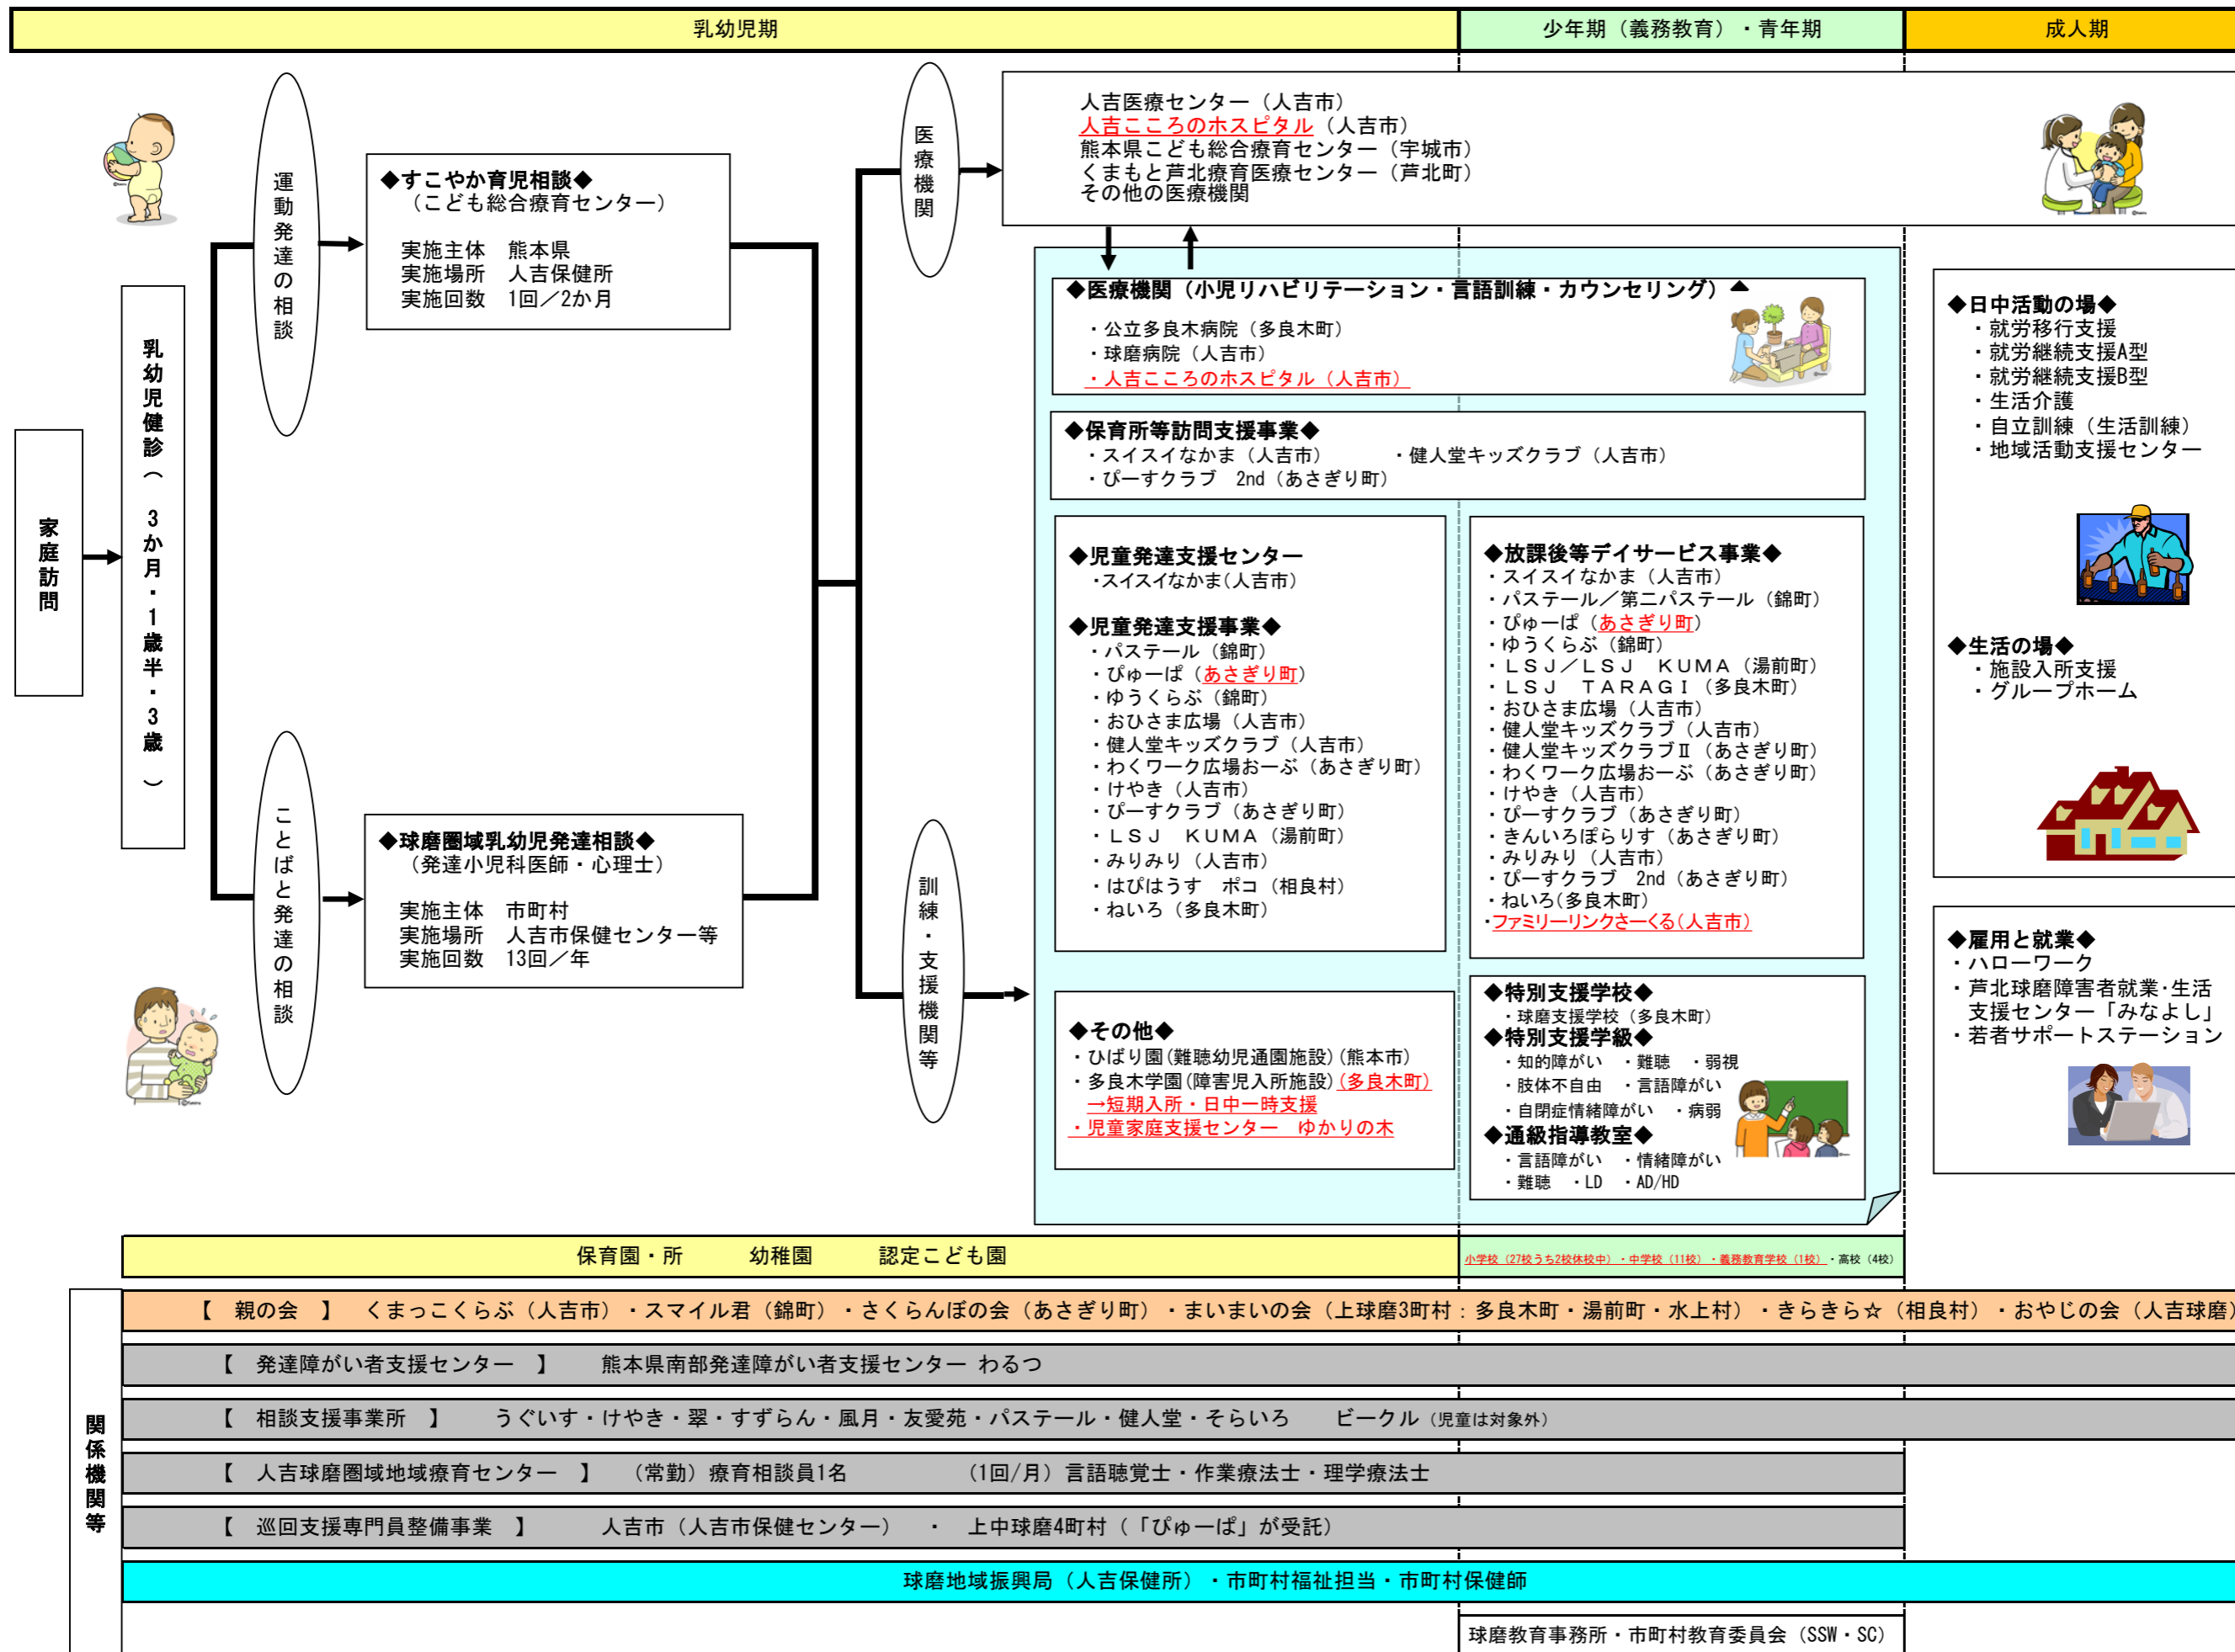 乳幼児期
少年期（義務教育）・青年期
成人期
家庭訪問
乳幼児健診（　3か月・1歳半・3歳　）
運動発達の相談
◆すこやか育児相談◆
（こども総合療育センター）
実施主体　熊本県
実施場所　人吉保健所
実施回数　1回／2か月
ことばと発達の相談
◆球磨圏域乳幼児発達相談◆
（発達小児科医師・心理士）
実施主体　市町村
実施場所　人吉市保健センター等
実施回数　13回／年
医療機関
人吉医療センター（人吉市）
人吉こころのホスピタル（人吉市）
熊本県こども総合療育センター（宇城市）
くまもと芦北療育医療センター（芦北町）
その他の医療機関
訓練・支援機関等
◆医療機関（小児リハビリテーション・言語訓練・カウンセリング）
・公立多良木病院（多良木町）
・球磨病院（人吉市）
・人吉こころのホスピタル（人吉市）
◆保育所等訪問支援事業◆
・スイスイなかま（人吉市）　　・健人堂キッズクラブ（人吉市）
・ぴーすクラブ　2nd（あさぎり町）
◆児童発達支援センター
・スイスイなかま(人吉市）
◆児童発達支援事業◆
・パステール（錦町）
・ぴゅーぱ（あさぎり町）
・ゆうくらぶ（錦町）
・おひさま広場（人吉市）
・健人堂キッズクラブ（人吉市）
・わくワーク広場おーぶ（あさぎり町）
・けやき（人吉市）
・ぴーすクラブ（あさぎり町）
・ＬＳＪ　ＫＵＭＡ（湯前町）
・みりみり（人吉市）
・はぴはうす　ポコ（相良村）
・ねいろ（多良木町）
◆放課後等デイサービス事業◆
・スイスイなかま（人吉市）
・パステール／第二パステール（錦町）
・ぴゅーぱ（あさぎり町）
・ゆうくらぶ（錦町）
・ＬＳＪ／ＬＳＪ　ＫＵＭＡ（湯前町）
・ＬＳＪ　ＴＡＲＡＧＩ（多良木町）
・おひさま広場（人吉市）
・健人堂キッズクラブ（人吉市）
・健人堂キッズクラブⅡ（あさぎり町）
・わくワーク広場おーぶ（あさぎり町）
・けやき（人吉市）
・ぴーすクラブ（あさぎり町）
・きんいろぽらりす（あさぎり町）
・みりみり（人吉市）
・ぴーすクラブ　2nd（あさぎり町）
・ねいろ(多良木町）
・ファミリーリンクさーくる(人吉市）
◆その他◆
・ひばり園(難聴幼児通園施設)(熊本市）
・多良木学園(障害児入所施設)(多良木町）
→短期入所・日中一時支援
・児童家庭支援センター　ゆかりの木
◆特別支援学校◆
・球磨支援学校（多良木町）
◆特別支援学級◆
・知的障がい　・難聴　・弱視
・肢体不自由　・言語障がい
・自閉症情緒障がい　・病弱
◆通級指導教室◆
・言語障がい　・情緒障がい
・難聴　・LD　・AD/HD
◆日中活動の場◆
・就労移行支援
・就労継続支援A型
・就労継続支援B型
・生活介護
・自立訓練（生活訓練）
・地域活動支援センター
◆生活の場◆
・施設入所支援
・グループホーム
◆雇用と就業◆
・ハローワーク
・芦北球磨障害者就業･生活
支援センター「みなよし」
・若者サポートステーション
保育園・所　　幼稚園　　認定こども園
小学校（27校うち2校休校中）・中学校（11校）・義務教育学校（1校）・高校（4校）
関係機関等
【　親の会　】　くまっこくらぶ（人吉市）・スマイル君（錦町）・さくらんぼの会（あさぎり町）・まいまいの会（上球磨3町村：多良木町・湯前町・水上村）・きらきら☆（相良村）・おやじの会（人吉球磨）
【　発達障がい者支援センター　】　　熊本県南部発達障がい者支援センター わるつ
【　相談支援事業所　】　　うぐいす・けやき・翠・すずらん・風月・友愛苑・パステール・健人堂・そらいろ　　ビークル（児童は対象外）
【　人吉球磨圏域地域療育センター　】　（常勤）療育相談員1名　　　（1回/月）言語聴覚士・作業療法士・理学療法士
【　巡回支援専門員整備事業　】　　人吉市（人吉市保健センター）　・　上中球磨4町村（「ぴゅーぱ」が受託）
球磨地域振興局（人吉保健所）・市町村福祉担当・市町村保健師
球磨教育事務所・市町村教育委員会（SSW・SC）